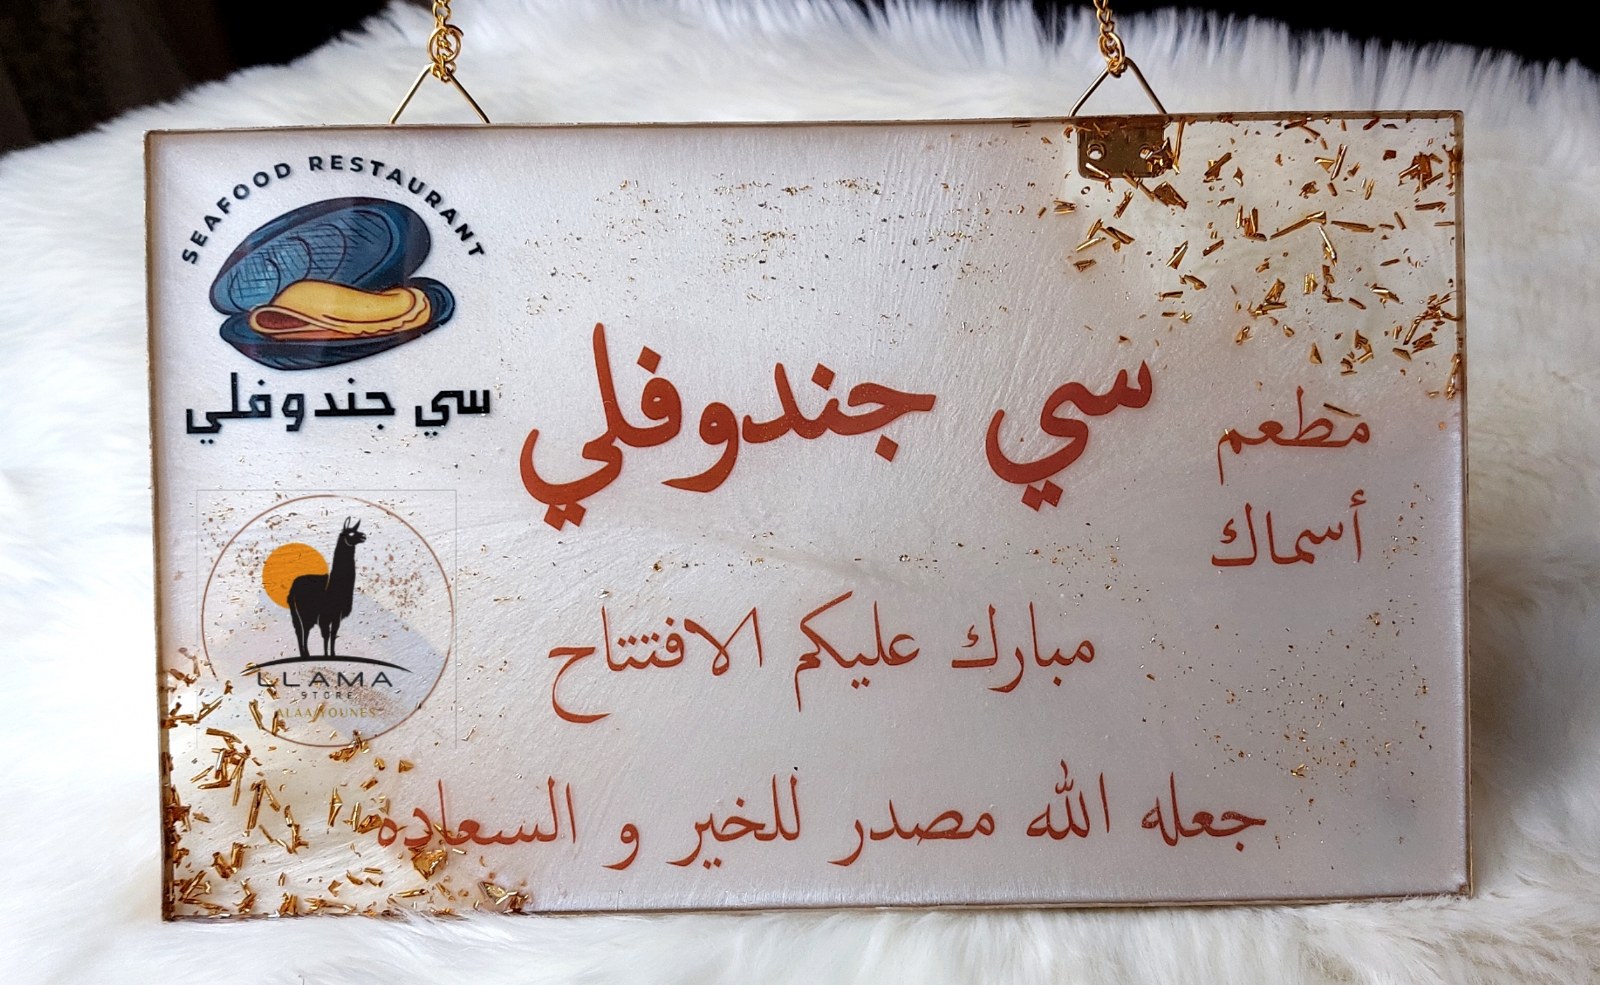 SEAFOOD RESTAURANT
سي جندوفلي
مطعم
أسماك
سي جندوفلي
LLAMA
STORE
ALAA YOUNES
مبارك عليكم الافتتاح
جعله الله مصدر للخير و السعادة